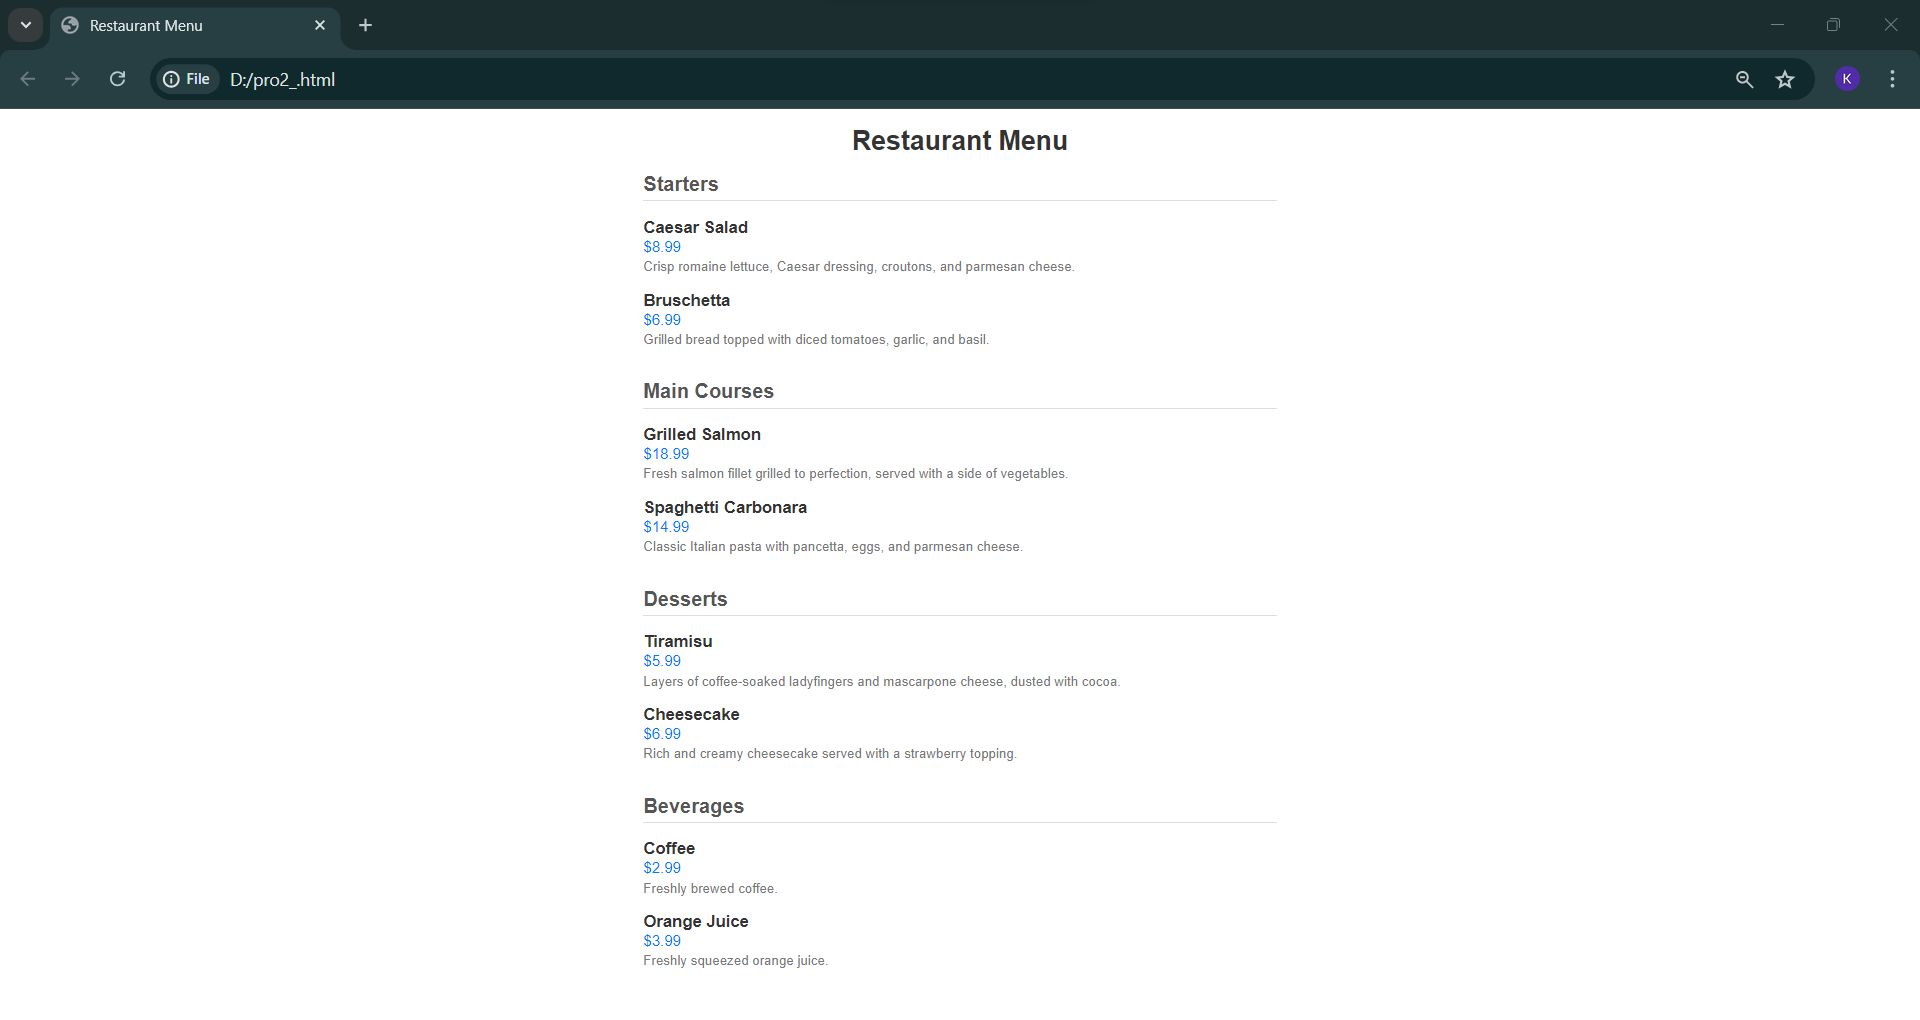 Restaurant Menu
File D:/pro2_.html
K
Restaurant Menu
Starters
Caesar Salad
$8.99
Crisp romaine lettuce, Caesar dressing, croutons, and parmesan cheese.
Bruschetta
$6.99
Grilled bread topped with diced tomatoes, garlic, and basil.
Main Courses
Grilled Salmon
$18.99
Fresh salmon fillet grilled to perfection, served with a side of vegetables.
Spaghetti Carbonara
$14.99
Classic Italian pasta with pancetta, eggs, and parmesan cheese.
Desserts
Tiramisu
$5.99
Layers of coffee-soaked ladyfingers and mascarpone cheese, dusted with cocoa.
Cheesecake
$6.99
Rich and creamy cheesecake served with a strawberry topping.
Beverages
Coffee
$2.99
Freshly brewed coffee.
Orange Juice
$3.99
Freshly squeezed orange juice.